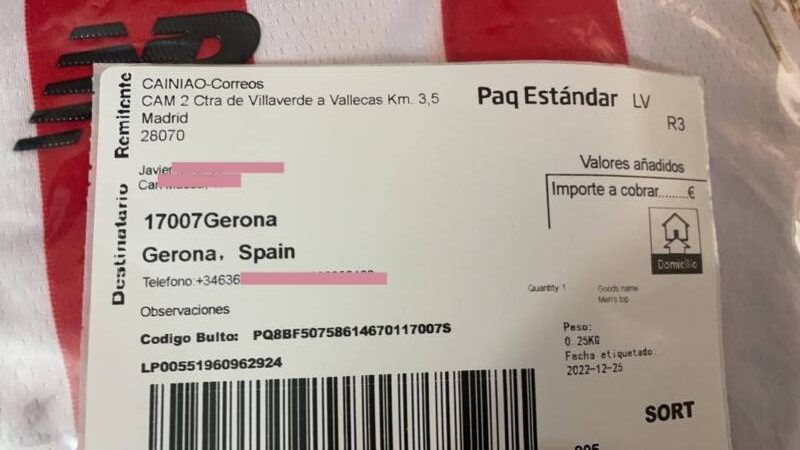 Remitente
CAINIAO-Correos
CAM 2 Ctra de Villaverde a Vallecas Km. 3,5
Madrid
28070
Paq Estándar LV
R3
Valores añadidos
Importe a cobrar........€
Domicilio
Destinatario
Javier
17007Gerona
Gerona, Spain
Telefono:+34636
Quantity 1
Goods name
Men's top
Observaciones
Codigo Bulto: PQ8BF50758614670117007S
LP00551960962924
Peso:
0.25KG
Fecha etiquetado:
2022-12-25
SORT